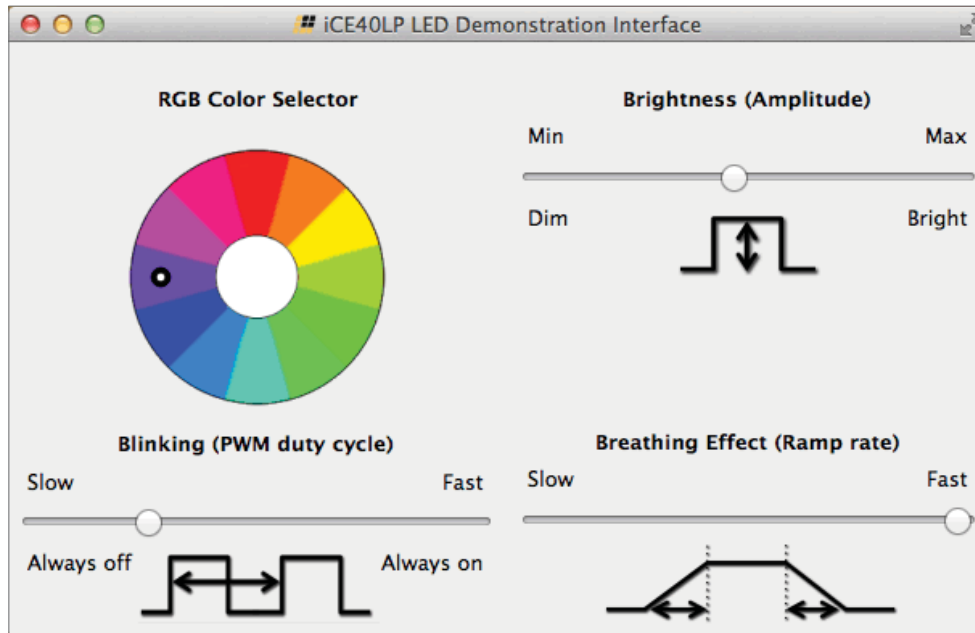 iCE40LP LED Demonstration Interface
RGB Color Selector
Brightness (Amplitude)
Min Max
Dim Bright
Blinking (PWM duty cycle)
Slow Fast
Always off Always on
Breathing Effect (Ramp rate)
Slow Fast